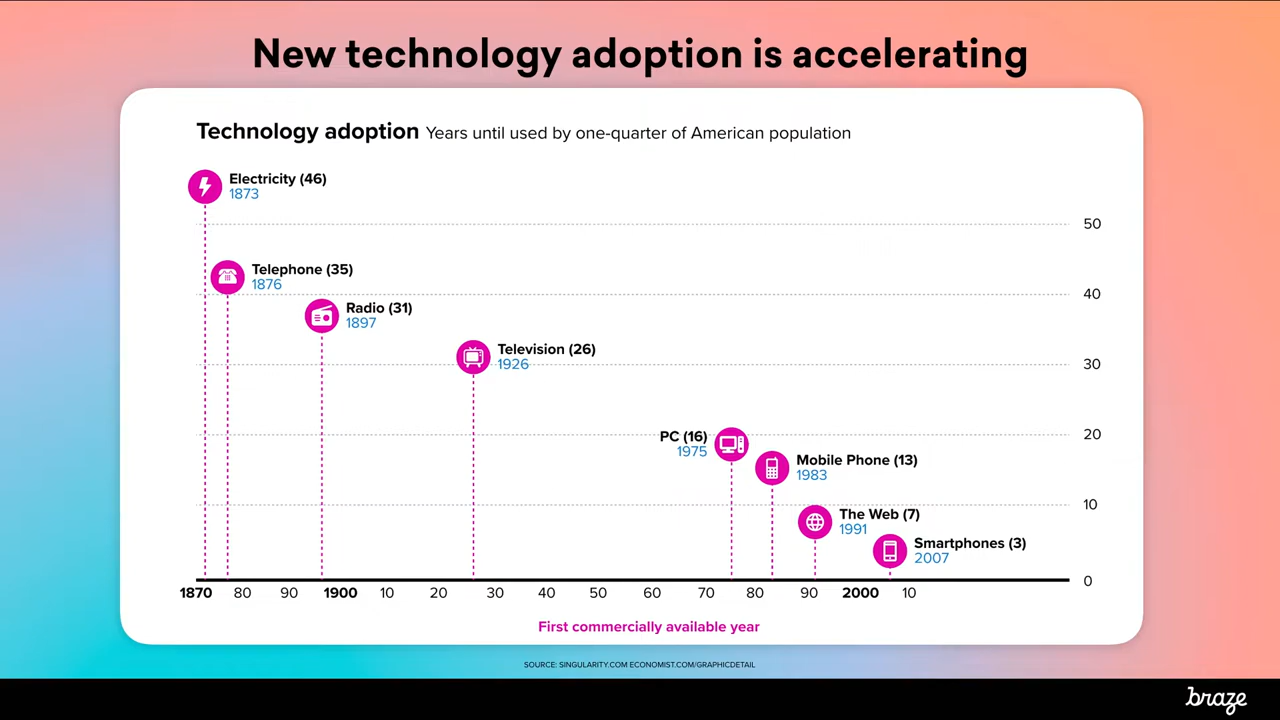 New technology adoption is accelerating
Technology adoption Years until used by one-quarter of American population
Electricity (46)
1873
50
Telephone (35)
1876
40
Radio (31)
1897
Television (26)
1926
30
PC (16)
1975
20
Mobile Phone (13)
1983
10
The Web (7)
1991
Smartphones (3)
2007
0
1870 80 90 1900 10 20 30 40 50 60 70 80 90 2000 10
First commercially available year
SOURCE: SINGULARITY.COM ECONOMIST.COM/GRAPHICDETAIL
braze